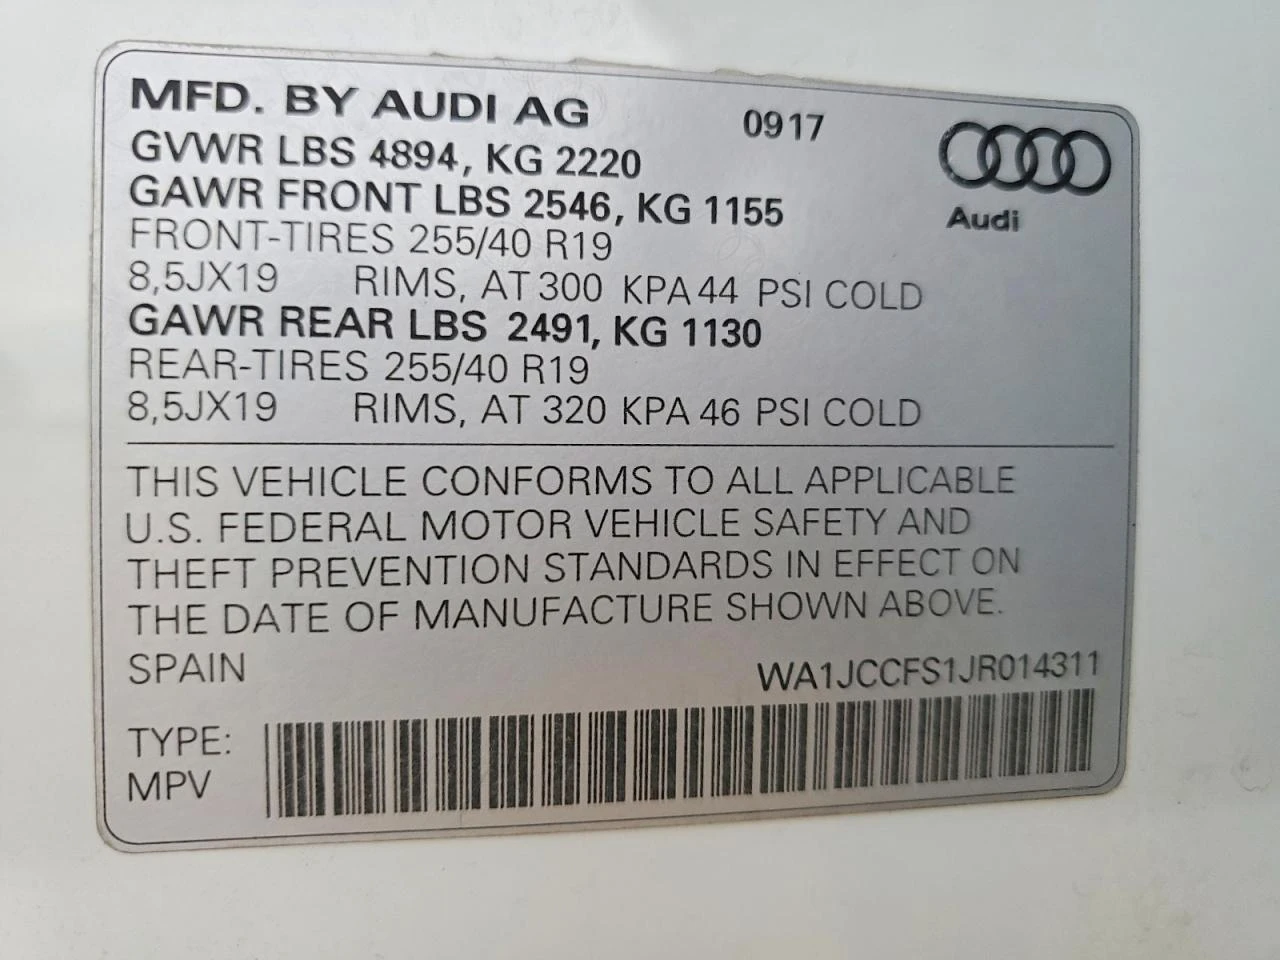 MFD. BY AUDI AG 0917
GVWR LBS 4894, KG 2220
GAWR FRONT LBS 2546, KG 1155
Audi
FRONT-TIRES 255/40 R19
8,5JX19 RIMS, AT 300 KPA 44 PSI COLD
GAWR REAR LBS 2491, KG 1130
REAR-TIRES 255/40 R19
8,5JX19 RIMS, AT 320 KPA 46 PSI COLD
THIS VEHICLE CONFORMS TO ALL APPLICABLE
U.S. FEDERAL MOTOR VEHICLE SAFETY AND
THEFT PREVENTION STANDARDS IN EFFECT ON
THE DATE OF MANUFACTURE SHOWN ABOVE.
SPAIN WA1JCCFS1JR014311
TYPE:
MPV